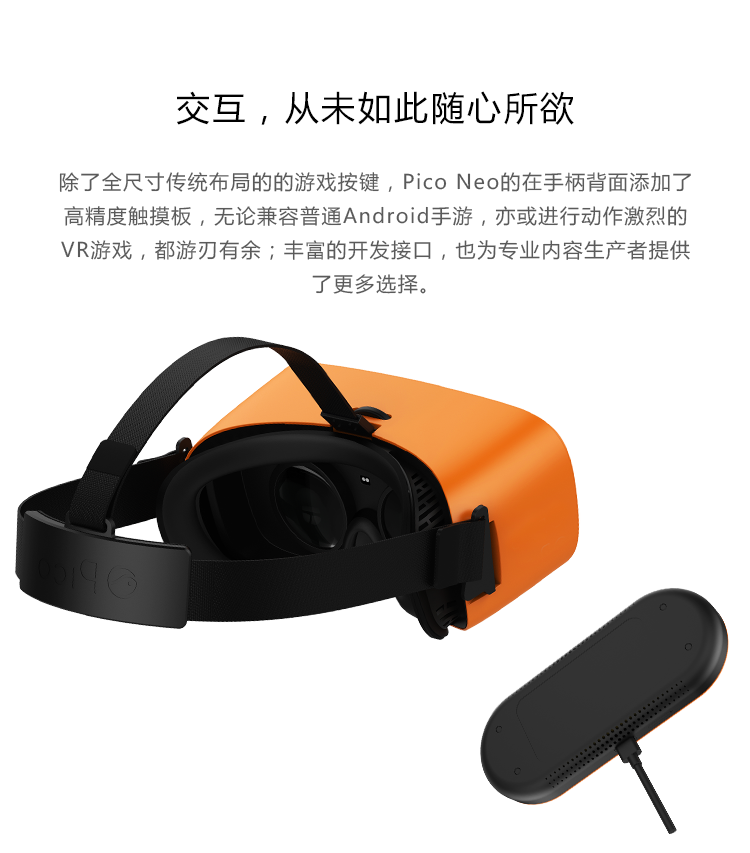 交互，从未如此随心所欲
除了全尺寸传统布局的的游戏按键，Pico Neo的在手柄背面添加了
高精度触摸板，无论兼容普通Android手游，亦或进行动作激烈的
VR游戏，都游刃有余；丰富的开发接口，也为专业内容生产者提供
了更多选择。
pico